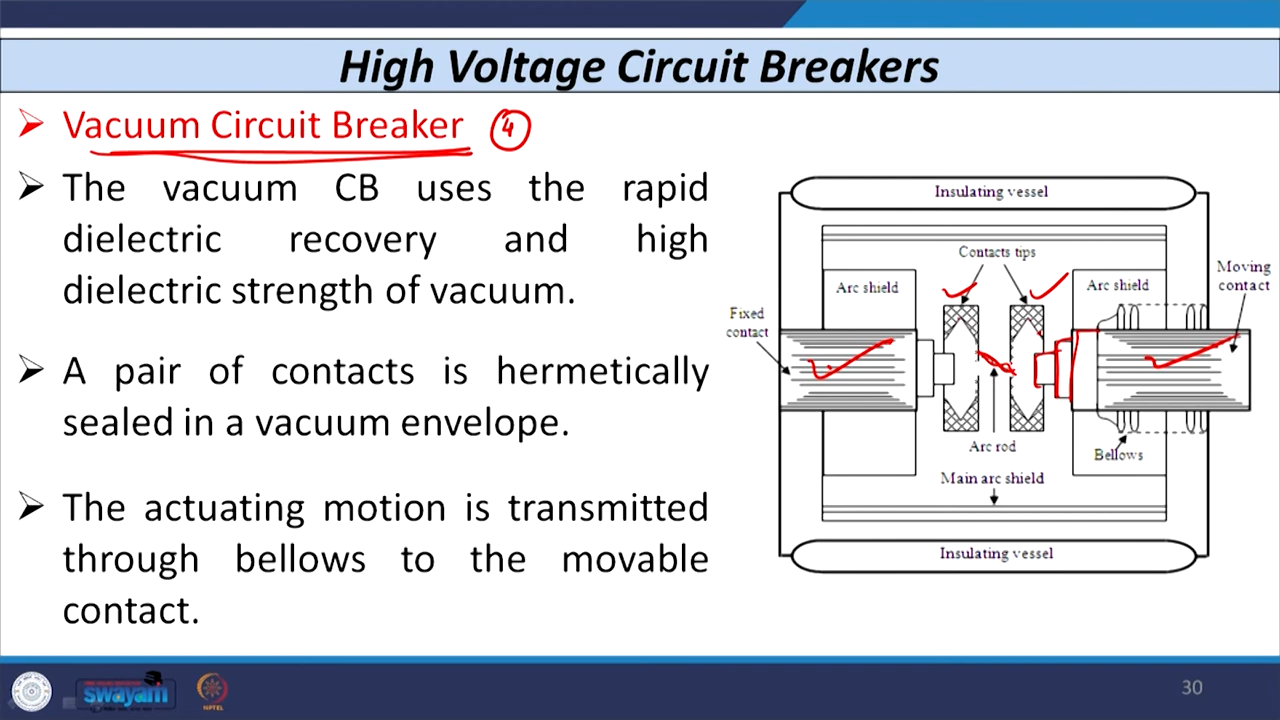 High Voltage Circuit Breakers
➢ Vacuum Circuit Breaker ④
➢ The vacuum CB uses the rapid
dielectric recovery and high
dielectric strength of vacuum.
➢ A pair of contacts is hermetically
sealed in a vacuum envelope.
➢ The actuating motion is transmitted
through bellows to the movable
contact.
Insulating vessel
Contacts tips
Arc shield
Arc shield
Moving
contact
Fixed
contact
Arc rod
Bellows
Main arc shield
Insulating vessel
swayam
NPTEL
30